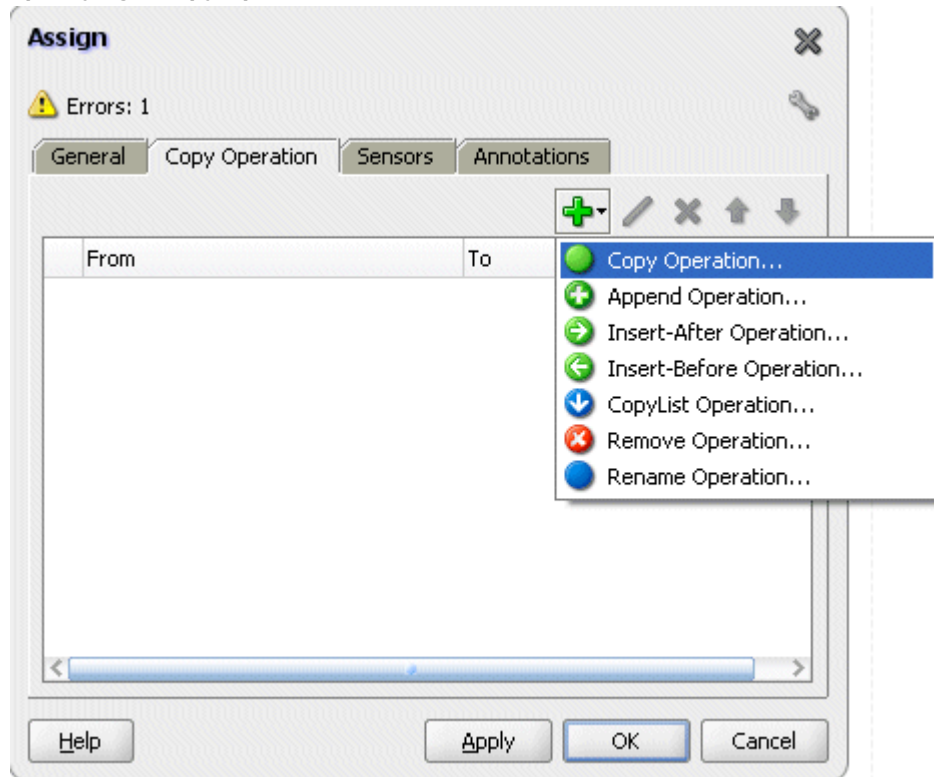 Assign
Errors: 1
General Copy Operation Sensors Annotations
From To
Copy Operation...
Append Operation...
Insert-After Operation...
Insert-Before Operation...
CopyList Operation...
Remove Operation...
Rename Operation...
Help Apply OK Cancel